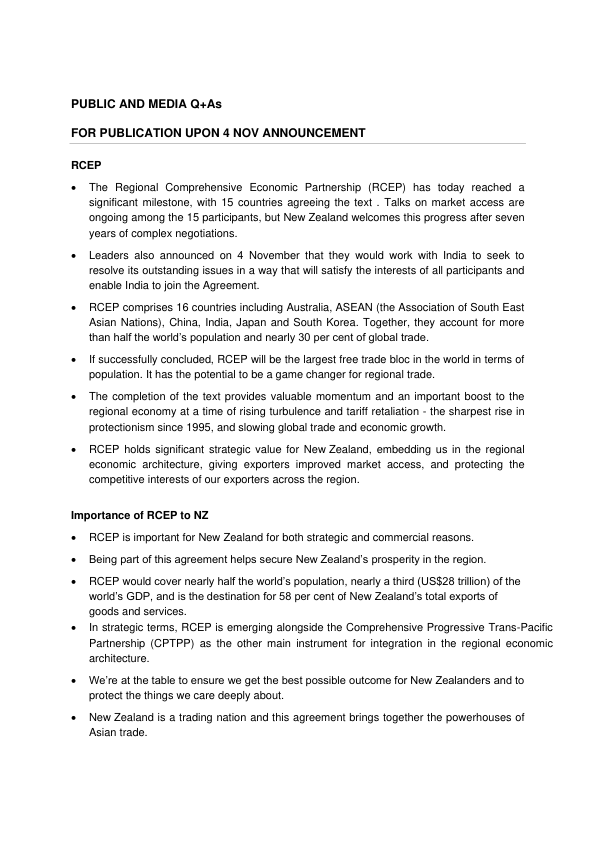 PUBLIC AND MEDIA Q+As
FOR PUBLICATION UPON 4 NOV ANNOUNCEMENT
RCEP
• The Regional Comprehensive Economic Partnership (RCEP) has today reached a
significant milestone, with 15 countries agreeing the text . Talks on market access are
ongoing among the 15 participants, but New Zealand welcomes this progress after seven
years of complex negotiations.
• Leaders also announced on 4 November that they would work with India to seek to
resolve its outstanding issues in a way that will satisfy the interests of all participants and
enable India to join the Agreement.
• RCEP comprises 16 countries including Australia, ASEAN (the Association of South East
Asian Nations), China, India, Japan and South Korea. Together, they account for more
than half the world's population and nearly 30 per cent of global trade.
• If successfully concluded, RCEP will be the largest free trade bloc in the world in terms of
population. It has the potential to be a game changer for regional trade.
• The completion of the text provides valuable momentum and an important boost to the
regional economy at a time of rising turbulence and tariff retaliation - the sharpest rise in
protectionism since 1995, and slowing global trade and economic growth.
• RCEP holds significant strategic value for New Zealand, embedding us in the regional
economic architecture, giving exporters improved market access, and protecting the
competitive interests of our exporters across the region.
Importance of RCEP to NZ
• RCEP is important for New Zealand for both strategic and commercial reasons.
• Being part of this agreement helps secure New Zealand's prosperity in the region.
• RCEP would cover nearly half the world's population, nearly a third (US$28 trillion) of the
world's GDP, and is the destination for 58 per cent of New Zealand's total exports of
goods and services.
• In strategic terms, RCEP is emerging alongside the Comprehensive Progressive Trans-Pacific
Partnership (CPTPP) as the other main instrument for integration in the regional economic
architecture.
• We're at the table to ensure we get the best possible outcome for New Zealanders and to
protect the things we care deeply about.
• New Zealand is a trading nation and this agreement brings together the powerhouses of
Asian trade.